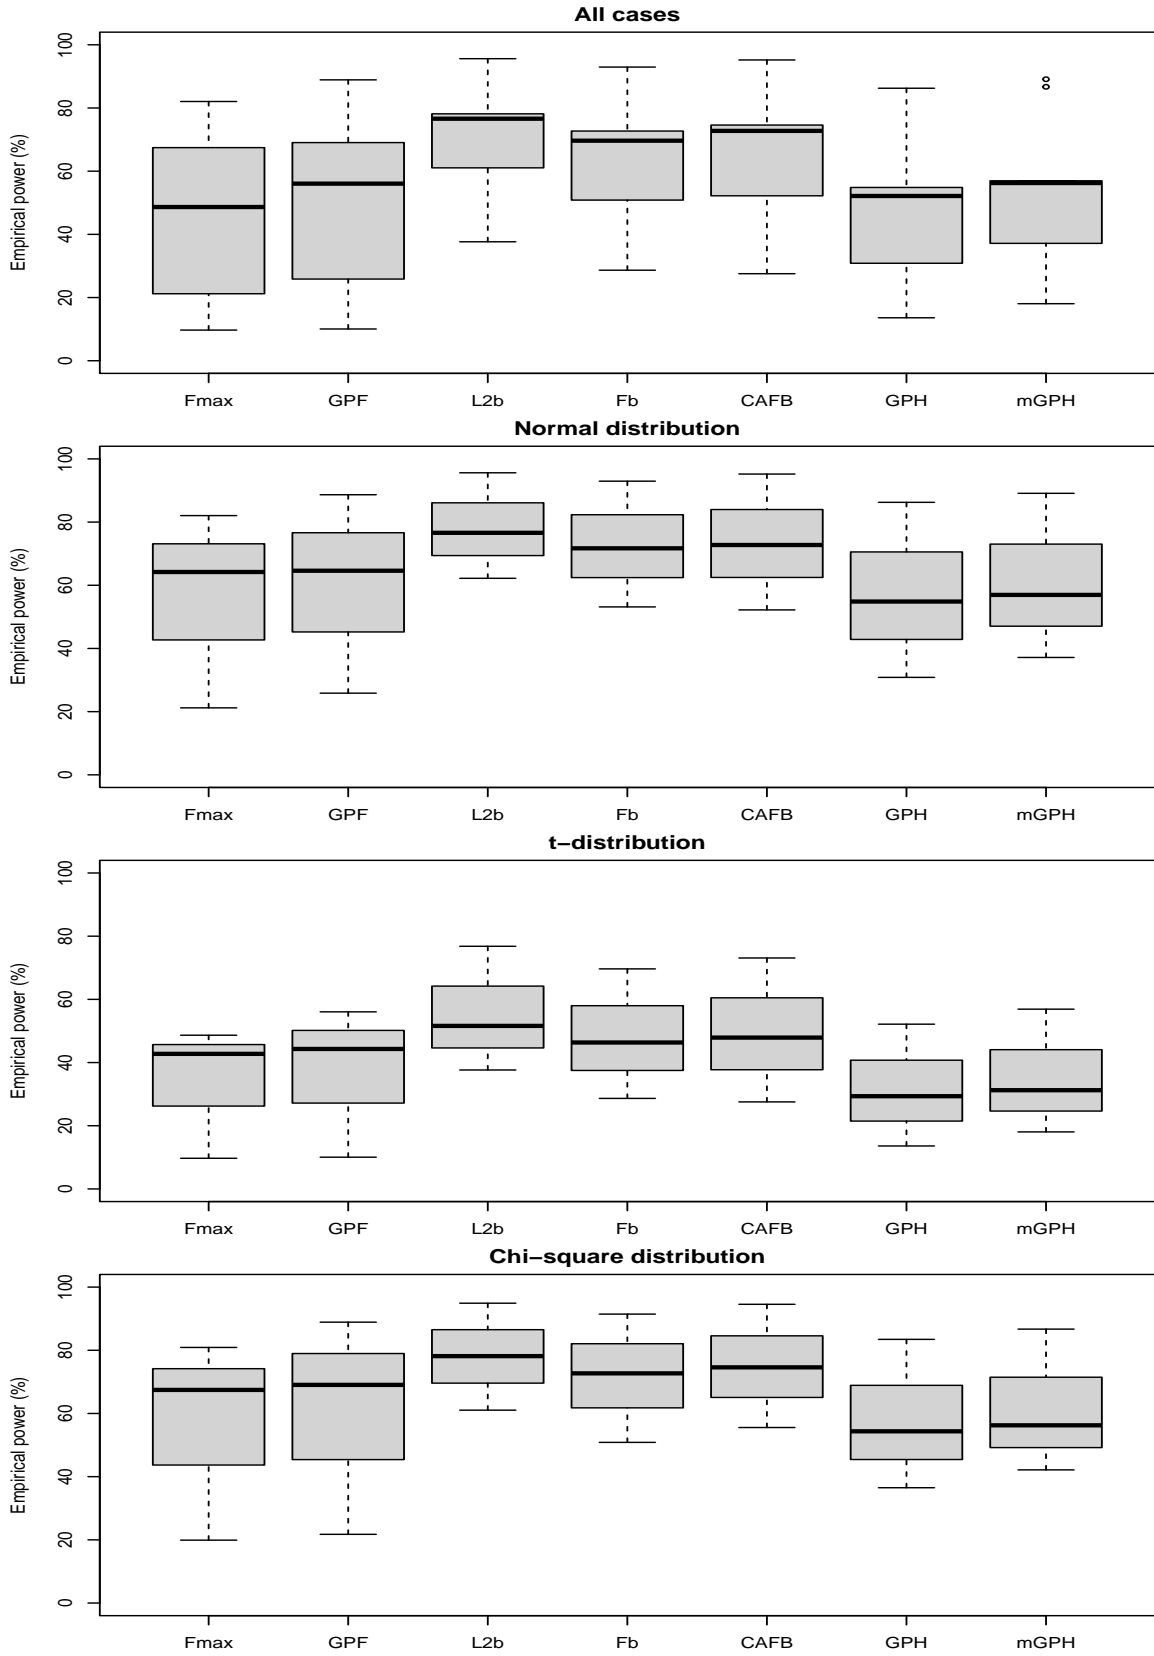 All cases
Empirical power (%)
100
80
60
40
20
0
Fmax GPF L2b Fb CAFB GPH mGPH
Normal distribution
Empirical power (%)
100
80
60
40
20
0
Fmax GPF L2b Fb CAFB GPH mGPH
t−distribution
Empirical power (%)
100
80
60
40
20
0
Fmax GPF L2b Fb CAFB GPH mGPH
Chi−square distribution
Empirical power (%)
100
80
60
40
20
0
Fmax GPF L2b Fb CAFB GPH mGPH